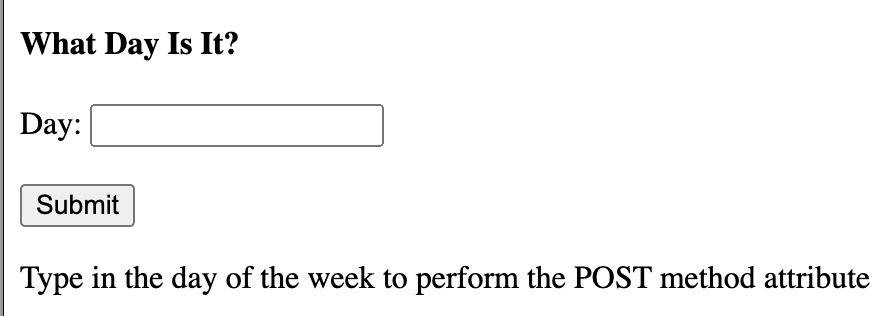 What Day Is It?
Day:
Submit
Type in the day of the week to perform the POST method attribute